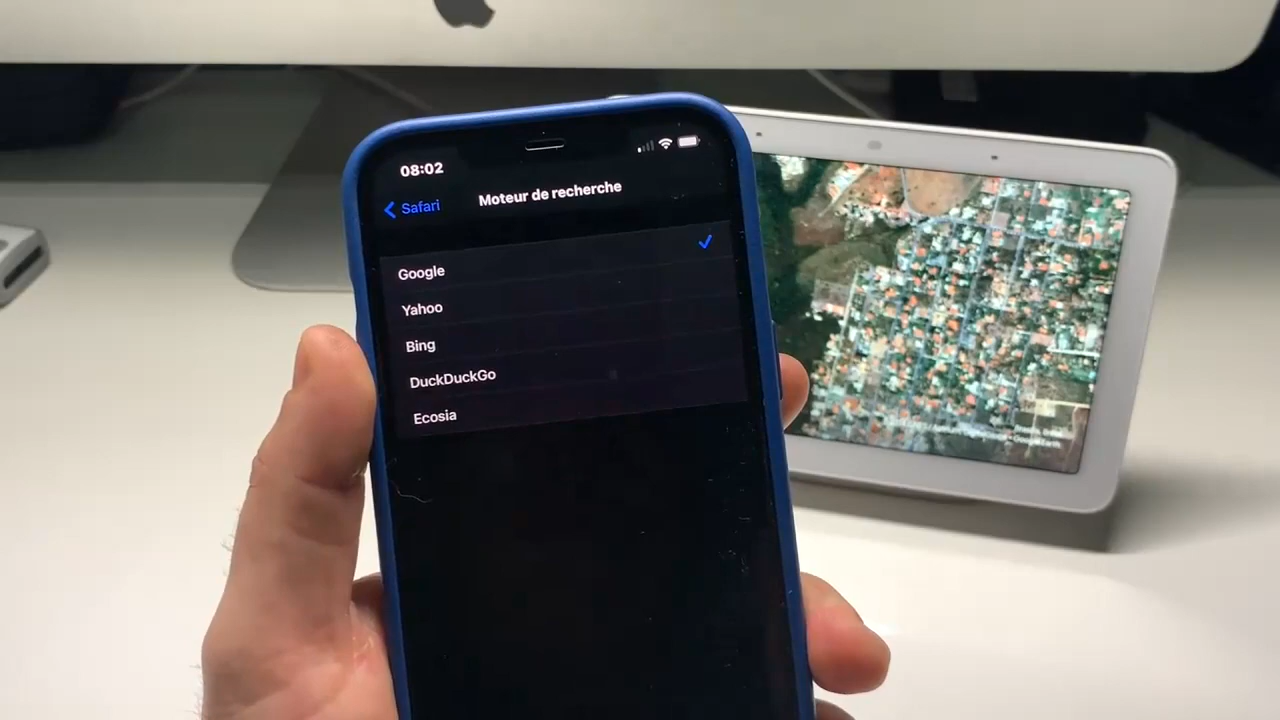 08:02
Safari
Moteur de recherche
Google
Yahoo
Bing
DuckDuckGo
Ecosia